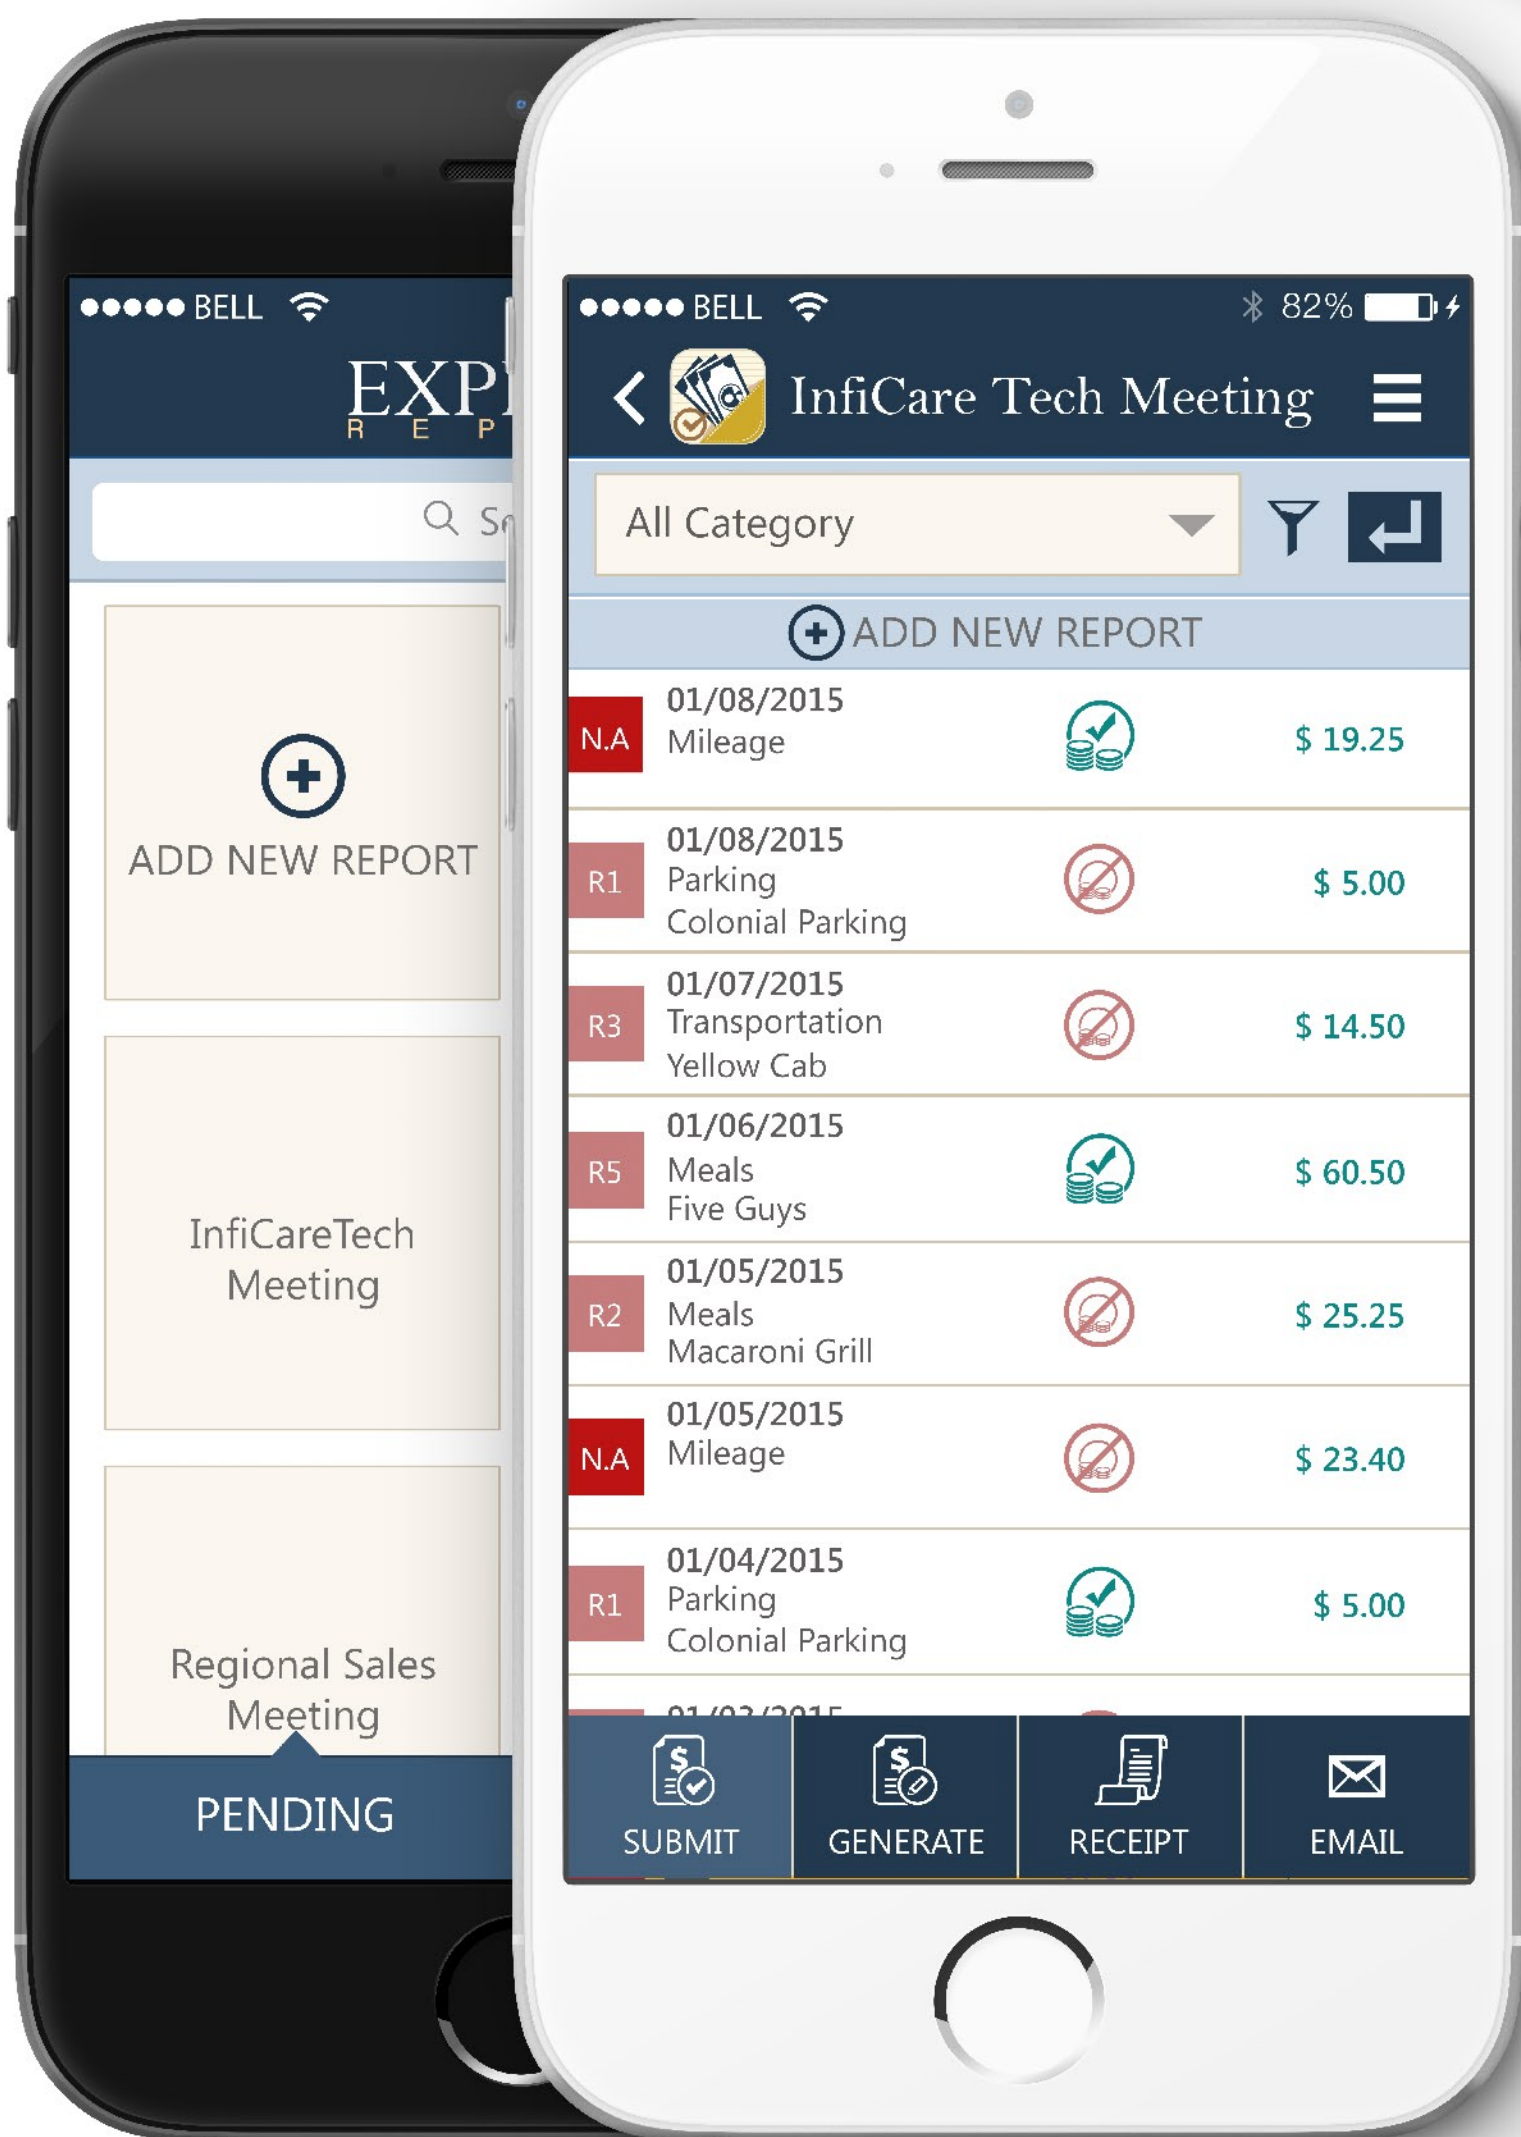 BELL
EXP
R E P
ADD NEW REPORT
InfiCareTech
Meeting
Regional Sales
Meeting
PENDING
BELL 82%
InfiCare Tech Meeting
All Category
ADD NEW REPORT
01/08/2015
N.A Mileage $ 19.25
01/08/2015
R1 Parking $ 5.00
Colonial Parking
01/07/2015
R3 Transportation $ 14.50
Yellow Cab
01/06/2015
R5 Meals $ 60.50
Five Guys
01/05/2015
R2 Meals $ 25.25
Macaroni Grill
01/05/2015
N.A Mileage $ 23.40
01/04/2015
R1 Parking $ 5.00
Colonial Parking
01/03/2015
SUBMIT GENERATE RECEIPT EMAIL